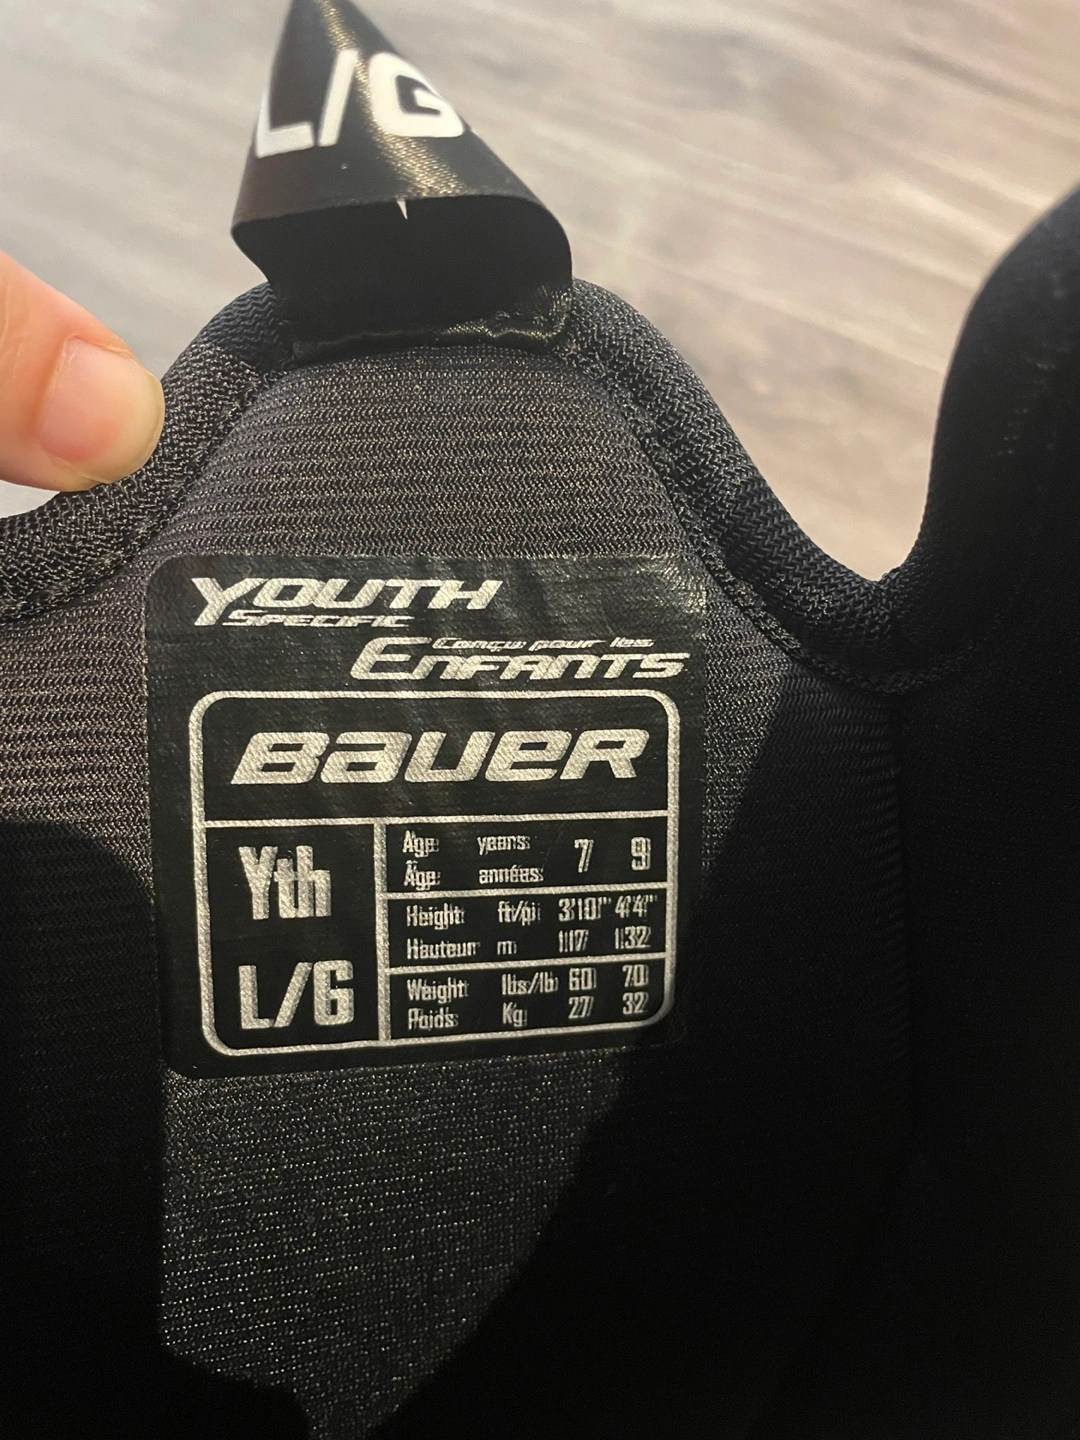 L/G
YOUTH
SPECIFIC
Conçu pour les
ENFANTS
BAUER
Yth
L/G
Age: years: 7 9
Âge: années:
Height: ft/pi 3'10" 4'4"
Hauteur m 1.17 1.32
Weight: lbs/lb 60 70
Poids: Kg 27 32